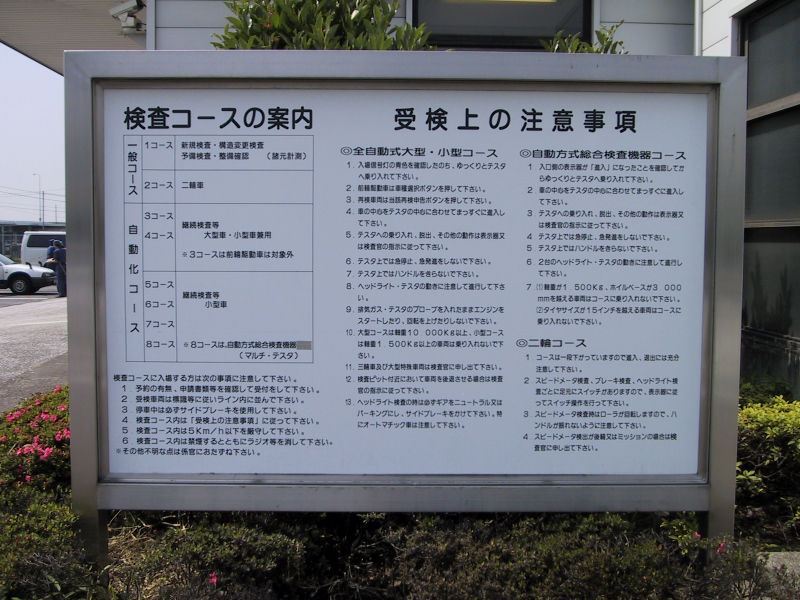 検査コースの案内
一般コース
1コース 新規検査・構造変更検査
予備検査・整備確認 (諸元計測)
2コース 二輪車
自動化コース
3コース
4コース
継続検査等
大型車・小型車兼用
※3コースは前輪駆動車は対象外
5コース
6コース
7コース
8コース
継続検査等
小型車
※8コースは、自動方式総合検査機器
(マルチ・テスタ)
検査コースに入場する方は次の事項に注意して下さい。
1 予約の有無、申請書類等を確認して受付をして下さい。
2 受検車両は標識等に従いライン内に並んで下さい。
3 停車中は必ずサイドブレーキを使用して下さい。
4 検査コース内は「受検上の注意事項」に従って下さい。
5 検査コース内は5Km/h以下を厳守して下さい。
6 検査コース内は禁煙するとともにラジオ等を消して下さい。
※その他不明な点は係官におたずね下さい。
受検上の注意事項
◎全自動式大型・小型コース
1.入場信号灯の青色を確認したのち、ゆっくりとテスタ
へ乗り入れて下さい。
2.前輪駆動車は車種選択ボタンを押して下さい。
3.再検車両は当該再検申告ボタンを押して下さい。
4.車の中心をテスタの中心に合わせてまっすぐに進入し
て下さい。
5.テスタへの乗り入れ、脱出、その他の動作は表示器又
は検査官の指示に従って下さい。
6.テスタ上では急停止、急発進をしないで下さい。
7.テスタ上ではハンドルをきらないで下さい。
8.ヘッドライト・テスタの動きに注意して進行して下さ
い。
9.排気ガス・テスタのプローブを入れたままエンジンを
スタートしたり、回転を上げたりしないで下さい。
10.大型コースは軸重10.000Kg以上、小型コース
は軸重1.500Kg以上の車両は乗り入れないで下さ
い。
11.三輪車及び大型特殊車両は検査官に申し出て下さい。
12.検査ピット付近において車両を後退させる場合は検査
官の指示に従って下さい。
13.ヘッドライト検査の時は必ずギアをニュートラル又は
パーキングにし、サイドブレーキをかけて下さい。特
にオートマチック車は注意して下さい。
◎自動方式総合検査機器コース
1 入口側の表示器が「進入」になったことを確認してか
らゆっくりとテスタへ乗り入れて下さい。
2 車の中心をテスタの中心に合わせてまっすぐに進入し
て下さい。
3 テスタへの乗り入れ、脱出、その他の動作は表示器又
は検査官の指示に従って下さい。
4 テスタ上では急停止、急発進をしないで下さい。
5 テスタ上ではハンドルをきらないで下さい。
6 2台のヘッドライト・テスタの動きに注意して進行し
て下さい。
7 ⑴軸重が1.500Kg、ホイルベースが3.000
mmを越える車両はコースに乗り入れないで下さい。
⑵タイヤサイズが15インチを越える車両はコースに
乗り入れないで下さい。
◎二輪コース
1 コースは一段下がっていますので進入、退出には充分
注意して下さい。
2 スピードメータ検査、ブレーキ検査、ヘッドライト検
査ごとに足元にスイッチがありますので、表示器に従
ってスイッチ操作を行って下さい。
3 スピードメータ検査時はローラが回転しますので、ハ
ンドルが振れないように注意して下さい。
4 スピードメータ検出が後輪又はミッションの場合は検
査官に申し出て下さい。